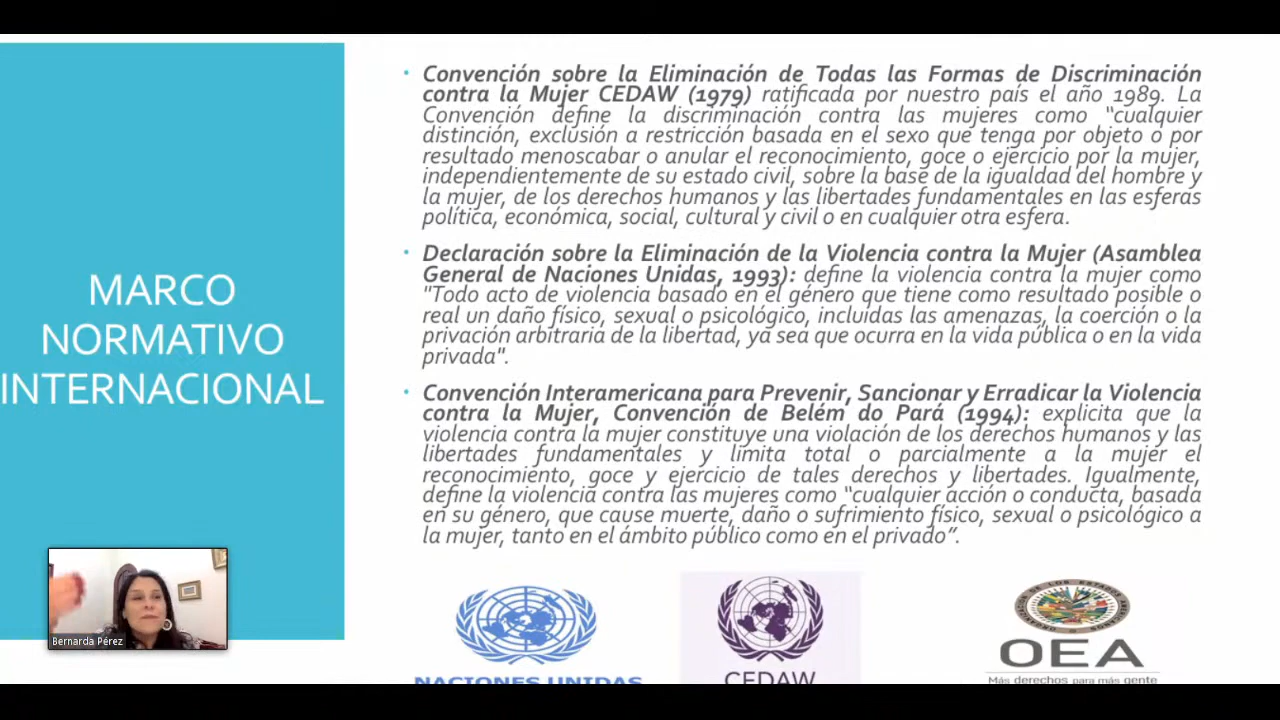 MARCO
NORMATIVO
INTERNACIONAL
• Convención sobre la Eliminación de Todas las Formas de Discriminación
contra la Mujer CEDAW (1979) ratificada por nuestro país el año 1989. La
Convención define la discriminación contra las mujeres como “cualquier
distinción, exclusión a restricción basada en el sexo que tenga por objeto o por
resultado menoscabar o anular el reconocimiento, goce o ejercicio por la mujer,
independientemente de su estado civil, sobre la base de la igualdad del hombre y
la mujer, de los derechos humanos y las libertades fundamentales en las esferas
política, económica, social, cultural y civil o en cualquier otra esfera.
• Declaración sobre la Eliminación de la Violencia contra la Mujer (Asamblea
General de Naciones Unidas, 1993): define la violencia contra la mujer como
"Todo acto de violencia basado en el género que tiene como resultado posible o
real un daño físico, sexual o psicológico, incluidas las amenazas, la coerción o la
privación arbitraria de la libertad, ya sea que ocurra en la vida pública o en la vida
privada".
• Convención Interamericana para Prevenir, Sancionar y Erradicar la Violencia
contra la Mujer, Convención de Belém do Pará (1994): explicita que la
violencia contra la mujer constituye una violación de los derechos humanos y las
libertades fundamentales y limita total o parcialmente a la mujer el
reconocimiento, goce y ejercicio de tales derechos y libertades. Igualmente,
define la violencia contra las mujeres como “cualquier acción o conducta, basada
en su género, que cause muerte, daño o sufrimiento físico, sexual o psicológico a
la mujer, tanto en el ámbito público como en el privado”.
Bernarda Pérez
NACIONES UNIDAS
CEDAW
ORGANIZACIÓN DE LOS ESTADOS AMERICANOS
OEA
Más derechos para más gente